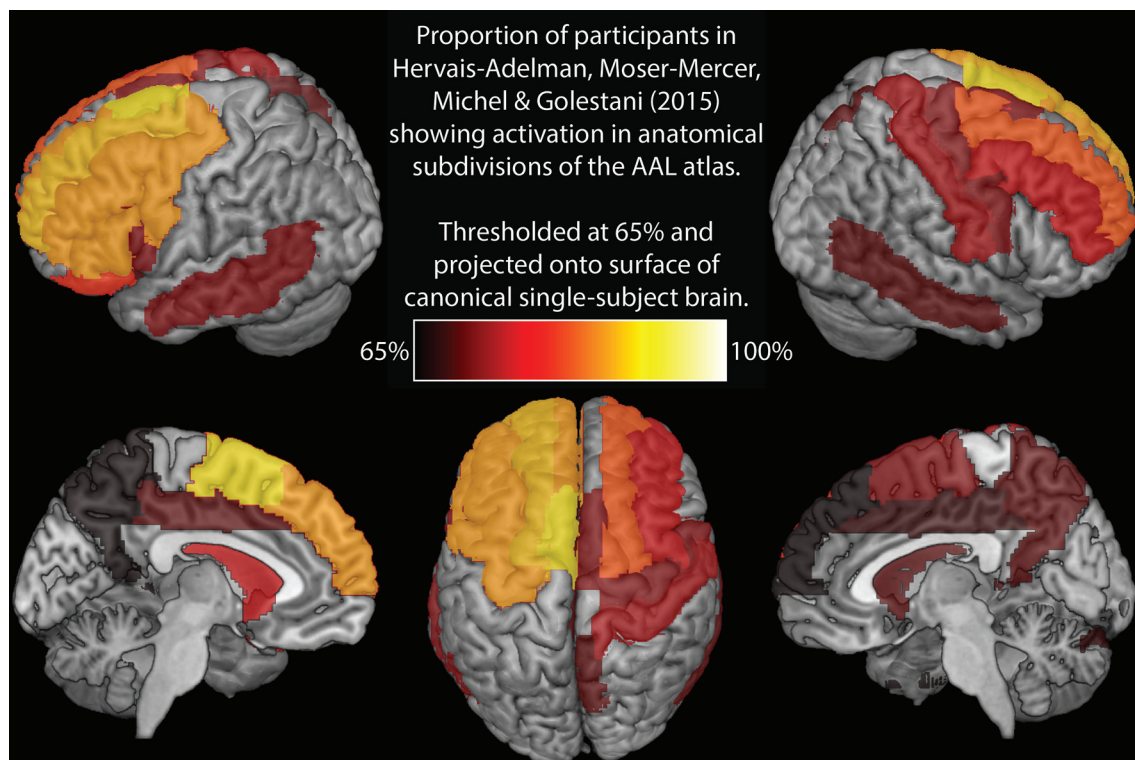 Proportion of participants in
Hervais-Adelman, Moser-Mercer,
Michel & Golestani (2015)
showing activation in anatomical
subdivisions of the AAL atlas.
Thresholded at 65% and
projected onto surface of
canonical single-subject brain.
65% 100%